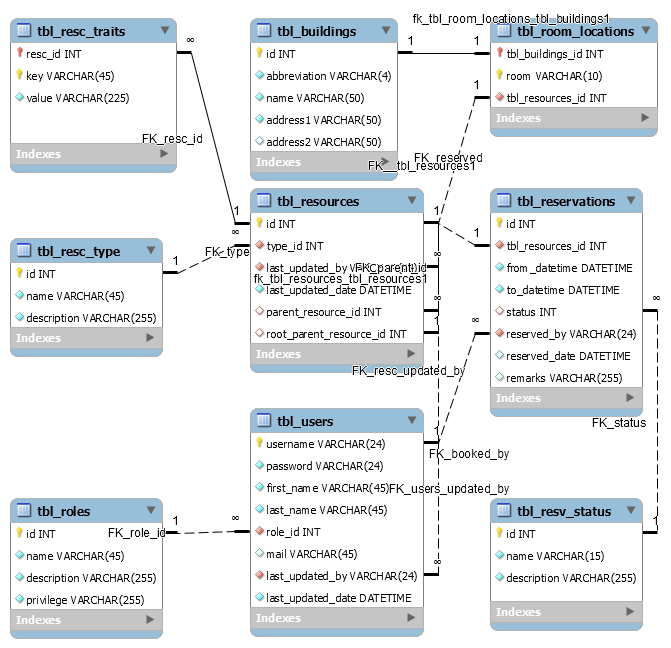 fk_tbl_room_locations_tbl_buildings1
tbl_resc_traits
resc_id INT
key VARCHAR(45)
value VARCHAR(225)
Indexes
∞
FK_resc_id
1
tbl_buildings
id INT
abbreviation VARCHAR(4)
name VARCHAR(50)
address1 VARCHAR(50)
address2 VARCHAR(50)
Indexes
1
1
tbl_room_locations
tbl_buildings_id INT
room VARCHAR(10)
tbl_resources_id INT
Indexes
1
FK_reserved
FK__tbl_resources1
tbl_resc_type
id INT
name VARCHAR(45)
description VARCHAR(255)
Indexes
1
FK_type
∞
tbl_resources
id INT
type_id INT
last_updated_by VARCHAR(24)
last_updated DATETIME
parent_resource_id INT
root_parent_resource_id INT
Indexes
1
FK_parent_id
fk_tbl_resources_tbl_resources1
∞
1
∞
1
tbl_reservations
id INT
tbl_resources_id INT
from_datetime DATETIME
to_datetime DATETIME
status INT
reserved_by VARCHAR(24)
reserved_date DATETIME
remarks VARCHAR(255)
Indexes
1
∞
∞
FK_resc_updated_by
FK_status
tbl_users
username VARCHAR(24)
password VARCHAR(24)
first_name VARCHAR(45)
last_name VARCHAR(45)
role_id INT
mail VARCHAR(45)
last_updated_by VARCHAR(24)
last_updated_date DATETIME
Indexes
1
FK_booked_by
FK_users_updated_by
∞
tbl_roles
id INT
name VARCHAR(45)
description VARCHAR(255)
privilege VARCHAR(255)
Indexes
FK_role_id
1
∞
tbl_resv_status
id INT
name VARCHAR(15)
description VARCHAR(255)
Indexes
1